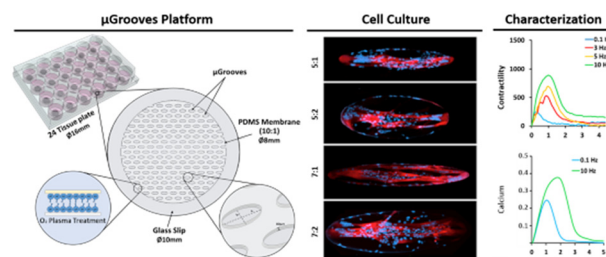 µGrooves Platform
Cell Culture
Characterization
24 Tissue plate
Ø16mm
µGrooves
PDMS Membrane
(10:1)
Ø8mm
O₂ Plasma Treatment
Glass Slip
Ø10mm
5:1
5:2
7:1
7:2
Contractility
1500
1000
500
0
0 1 2 3 4 5
0.1 H
3 Hz
5 Hz
10 Hz
Calcium
0.5
0.4
0.3
0.2
0.1
0
0 1 2 3 4 5
0.1 Hz
10 Hz